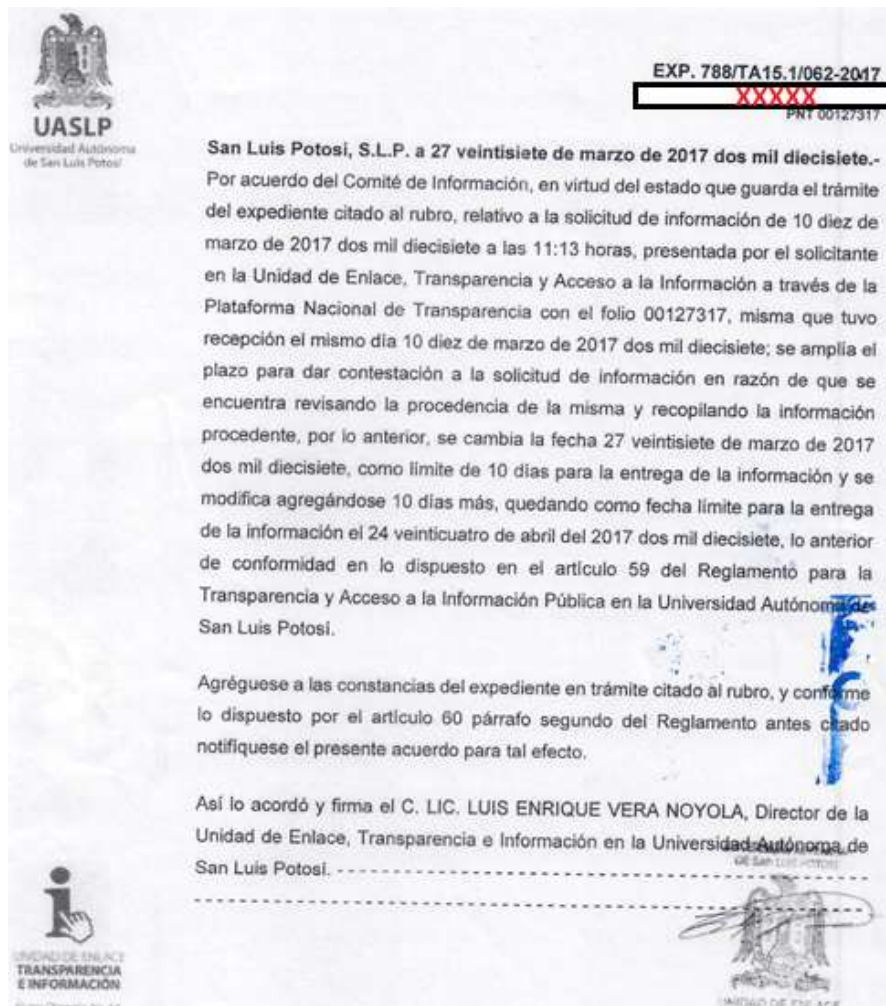 EXP. 788/TA15.1/062-2017
XXXXX
PNT 00127317
UASLP
Universidad Autónoma
de San Luis Potosí
San Luis Potosí, S.L.P. a 27 veintisiete de marzo de 2017 dos mil diecisiete.-
Por acuerdo del Comité de Información, en virtud del estado que guarda el trámite
del expediente citado al rubro, relativo a la solicitud de información de 10 diez de
marzo de 2017 dos mil diecisiete a las 11:13 horas, presentada por el solicitante
en la Unidad de Enlace, Transparencia y Acceso a la Información a través de la
Plataforma Nacional de Transparencia con el folio 00127317, misma que tuvo
recepción el mismo día 10 diez de marzo de 2017 dos mil diecisiete; se amplía el
plazo para dar contestación a la solicitud de información en razón de que se
encuentra revisando la procedencia de la misma y recopilando la información
procedente, por lo anterior, se cambia la fecha 27 veintisiete de marzo de 2017
dos mil diecisiete, como límite de 10 días para la entrega de la información y se
modifica agregándose 10 días más, quedando como fecha límite para la entrega
de la información el 24 veinticuatro de abril del 2017 dos mil diecisiete, lo anterior
de conformidad en lo dispuesto en el artículo 59 del Reglamento para la
Transparencia y Acceso a la Información Pública en la Universidad Autónoma de
San Luis Potosí.
Agréguese a las constancias del expediente en trámite citado al rubro, y conforme
lo dispuesto por el artículo 60 párrafo segundo del Reglamento antes citado
notifíquese el presente acuerdo para tal efecto.
Así lo acordó y firma el C. LIC. LUIS ENRIQUE VERA NOYOLA, Director de la
Unidad de Enlace, Transparencia e Información en la Universidad Autónoma de
San Luis Potosí. - - - - - - - - - - - - - - - - - - - - - - - - - - - - - - - - - - - - - - - - - -
- - - - - - - - - - - - - - - - - - - - - - - - - - - - - - - - - - - - - - - - - - - - - - - - - - - -
DE SAN LUIS POTOSI
UNIDAD DE ENLACE
TRANSPARENCIA
E INFORMACIÓN
UNIDAD DE ENLACE